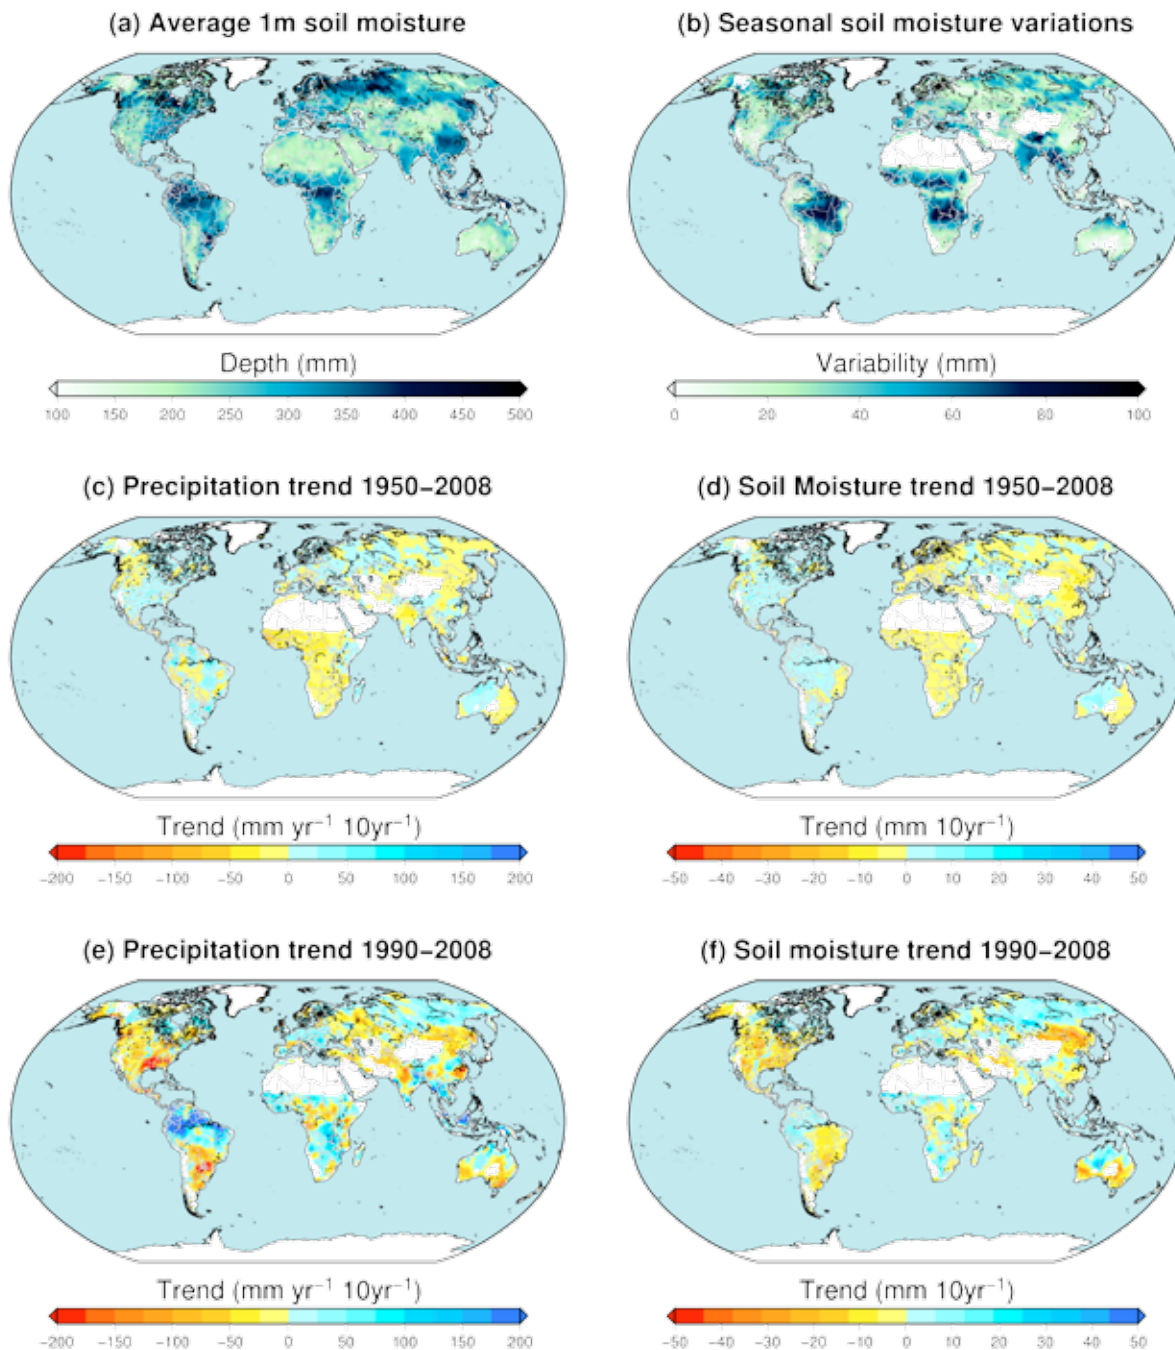 (a) Average 1m soil moisture
(b) Seasonal soil moisture variations
Depth (mm)
Variability (mm)
100 150 200 250 300 350 400 450 500
0 20 40 60 80 100
(c) Precipitation trend 1950–2008
(d) Soil Moisture trend 1950–2008
Trend (mm yr⁻¹ 10yr⁻¹)
Trend (mm 10yr⁻¹)
−200 −150 −100 −50 0 50 100 150 200
−50 −40 −30 −20 −10 0 10 20 30 40 50
(e) Precipitation trend 1990–2008
(f) Soil moisture trend 1990–2008
Trend (mm yr⁻¹ 10yr⁻¹)
Trend (mm 10yr⁻¹)
−200 −150 −100 −50 0 50 100 150 200
−50 −40 −30 −20 −10 0 10 20 30 40 50